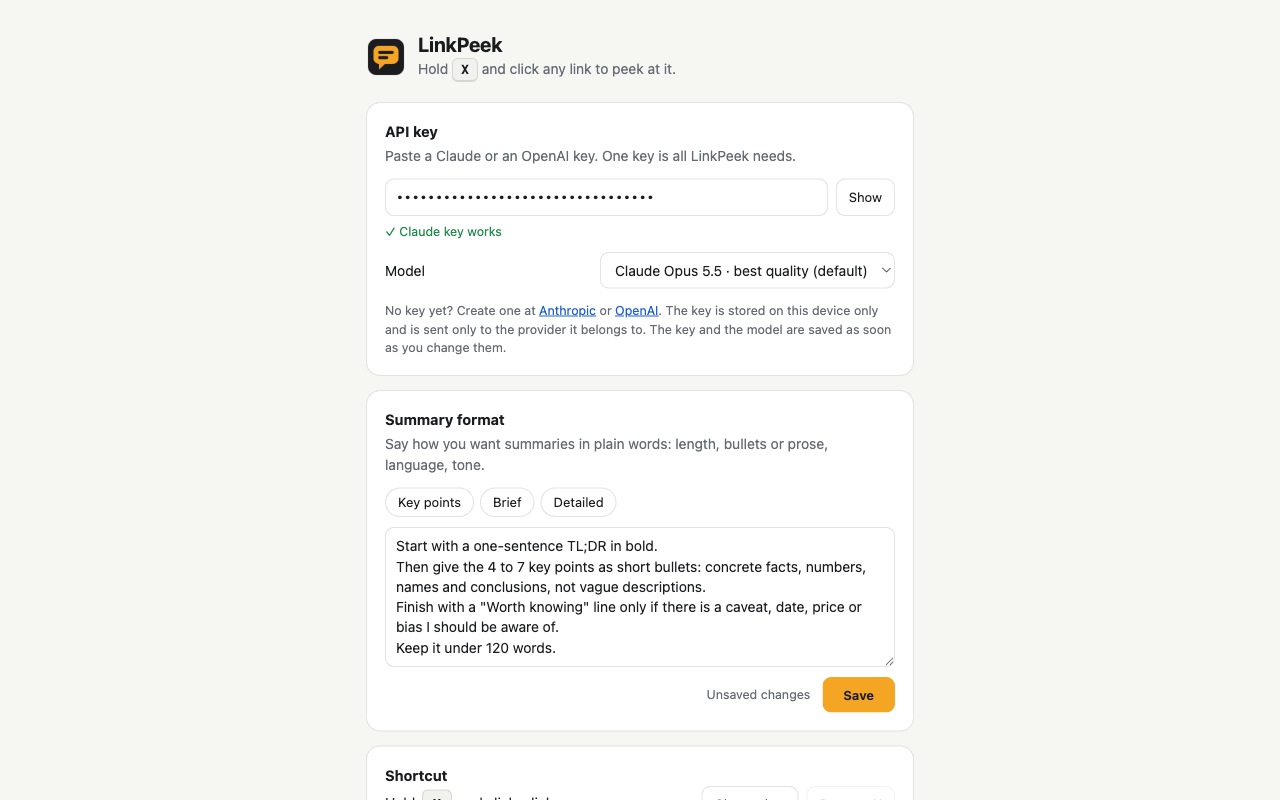 LinkPeek
Hold X and click any link to peek at it.
API key
Paste a Claude or an OpenAI key. One key is all LinkPeek needs.
••••••••••••••••••••••••••••••••• Show
✓ Claude key works
Model Claude Opus 5.5 · best quality (default)
No key yet? Create one at Anthropic or OpenAI. The key is stored on this device only
and is sent only to the provider it belongs to. The key and the model are saved as soon
as you change them.
Summary format
Say how you want summaries in plain words: length, bullets or prose,
language, tone.
Key points Brief Detailed
Start with a one-sentence TL;DR in bold.
Then give the 4 to 7 key points as short bullets: concrete facts, numbers,
names and conclusions, not vague descriptions.
Finish with a "Worth knowing" line only if there is a caveat, date, price or
bias I should be aware of.
Keep it under 120 words.
Unsaved changes Save
Shortcut